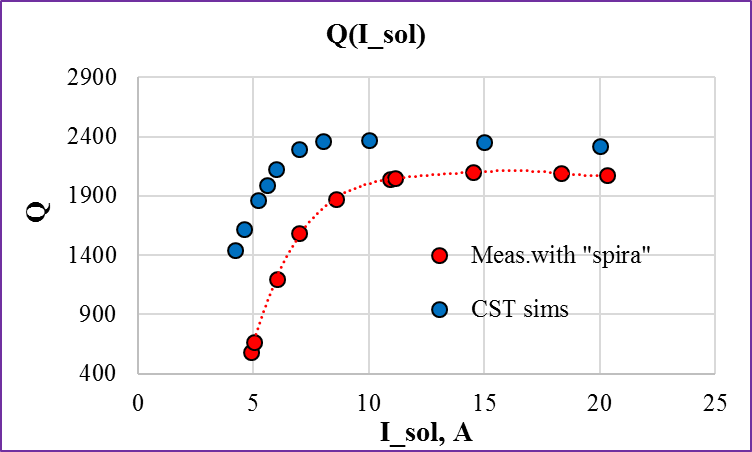 Q(I_sol)
2900
2400
1900
1400
900
400
Q
Meas.with "spira"
CST sims
0 5 10 15 20 25
I_sol, A